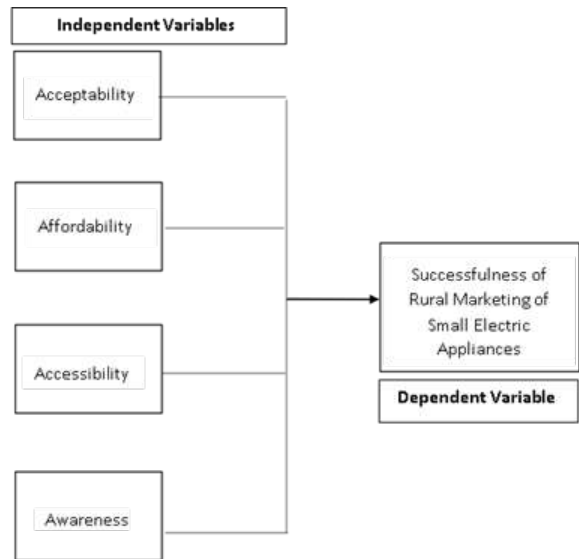 Independent Variables
Acceptability
Affordability
Accessibility
Awareness
Successfulness of
Rural Marketing of
Small Electric
Appliances
Dependent Variable